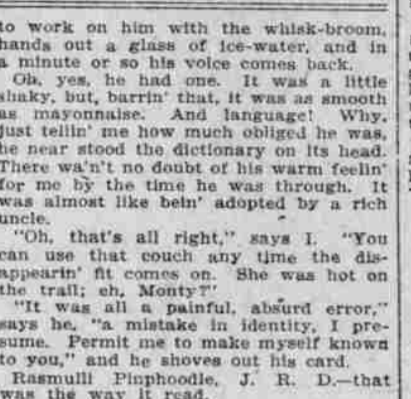 to work on him with the whisk-broom,
hands out a glass of ice-water, and in
a minute or so his voice comes back.
Oh, yes, he had one. It was a little
shaky, but, barrin' that, it was as smooth
as mayonnaise. And language! Why,
just tellin' me how much obliged he was,
he near stood the dictionary on its head.
There wa'n't no doubt of his warm feelin'
for me by the time he was through. It
was almost like bein' adopted by a rich
uncle.
"Oh, that's all right," says I. "You
can use that couch any time the dis-
appearin' fit comes on. She was hot on
the trail; eh, Monty?"
"It was all a painful, absurd error,"
says he, "a mistake in identity, I pre-
sume. Permit me to make myself known
to you," and he shoves out his card.
Rasmulli Pinphoodle, J. R. D.—that
was the way it read.